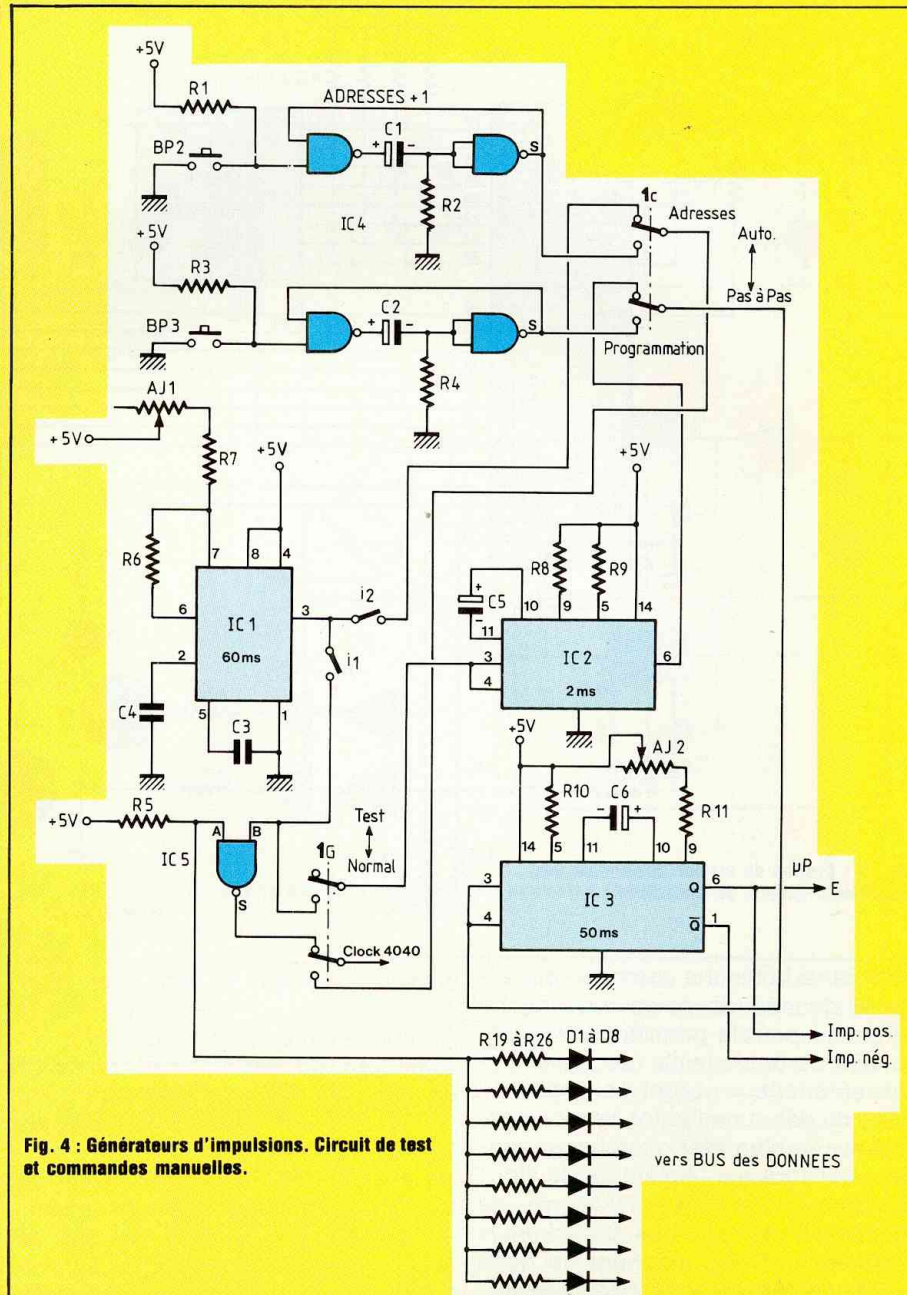 +5V
R1
ADRESSES +1
C1
+
-
S
BP2
R2
IC4
1c
Adresses
Auto.
Pas à Pas
+5V
R3
C2
+
-
S
BP3
R4
Programmation
AJ1
+5V
R7
+5V
+5V
R6
7
8
4
R8
R9
6
IC 1
60ms
3
i2
C5
+
-
10
9
5
14
11
2
i1
3
IC 2
6
4
2 ms
C4
5
C3
1
+5V
AJ 2
R5
+5V
A
B
Test
R10
C6
-
+
R11
IC 5
1G
Normal
14
5
11
10
9
µP
S
3
Q
6
E
IC 3
4
Q̅
1
Clock 4040
50 ms
Imp. pos.
R19 à R26
D1 à D8
Imp. nég.
Fig. 4 : Générateurs d'impulsions. Circuit de test
et commandes manuelles.
vers BUS des DONNEES